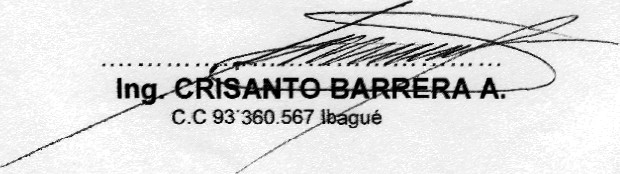 Ing. CRISANTO BARRERA A.
C.C 93´360.567 Ibagué